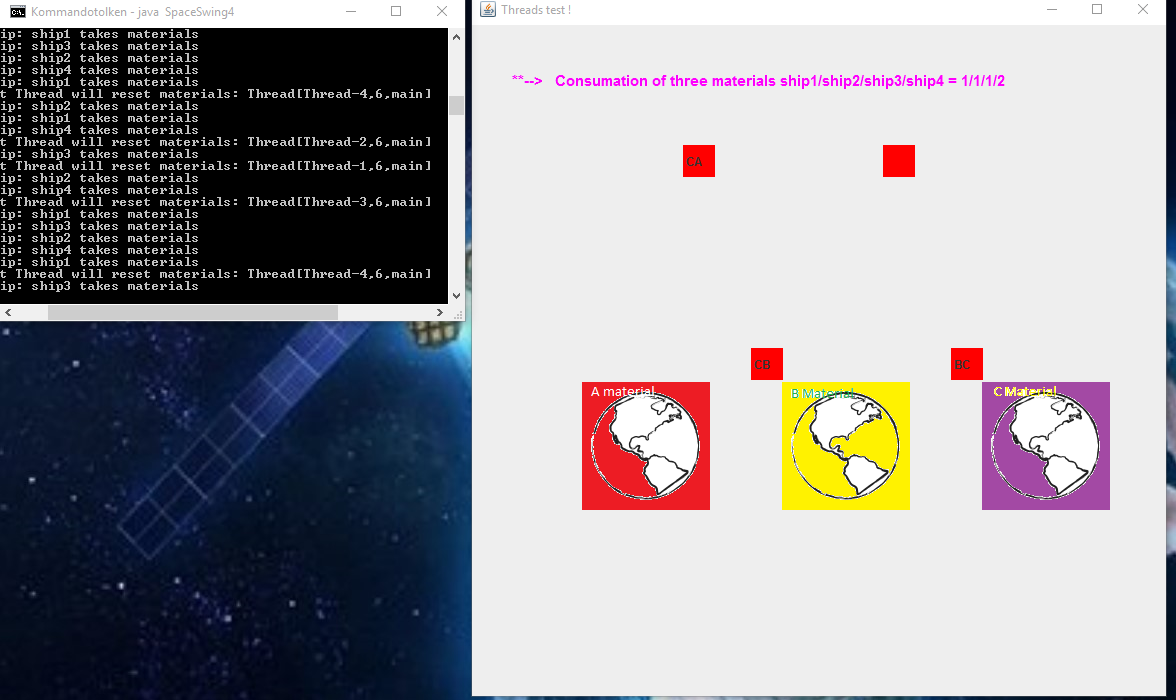 Kommandotolken - java SpaceSwing4
ip: ship1 takes materials
ip: ship3 takes materials
ip: ship2 takes materials
ip: ship4 takes materials
ip: ship1 takes materials
t Thread will reset materials: Thread[Thread-4,6,main]
ip: ship2 takes materials
ip: ship1 takes materials
ip: ship4 takes materials
t Thread will reset materials: Thread[Thread-2,6,main]
ip: ship3 takes materials
t Thread will reset materials: Thread[Thread-1,6,main]
ip: ship2 takes materials
ip: ship4 takes materials
t Thread will reset materials: Thread[Thread-3,6,main]
ip: ship1 takes materials
ip: ship3 takes materials
ip: ship2 takes materials
ip: ship4 takes materials
ip: ship1 takes materials
t Thread will reset materials: Thread[Thread-4,6,main]
ip: ship3 takes materials
Threads test !
**--> Consumation of three materials ship1/ship2/ship3/ship4 = 1/1/1/2
CA
CB
BC
A material
B Material
C Material